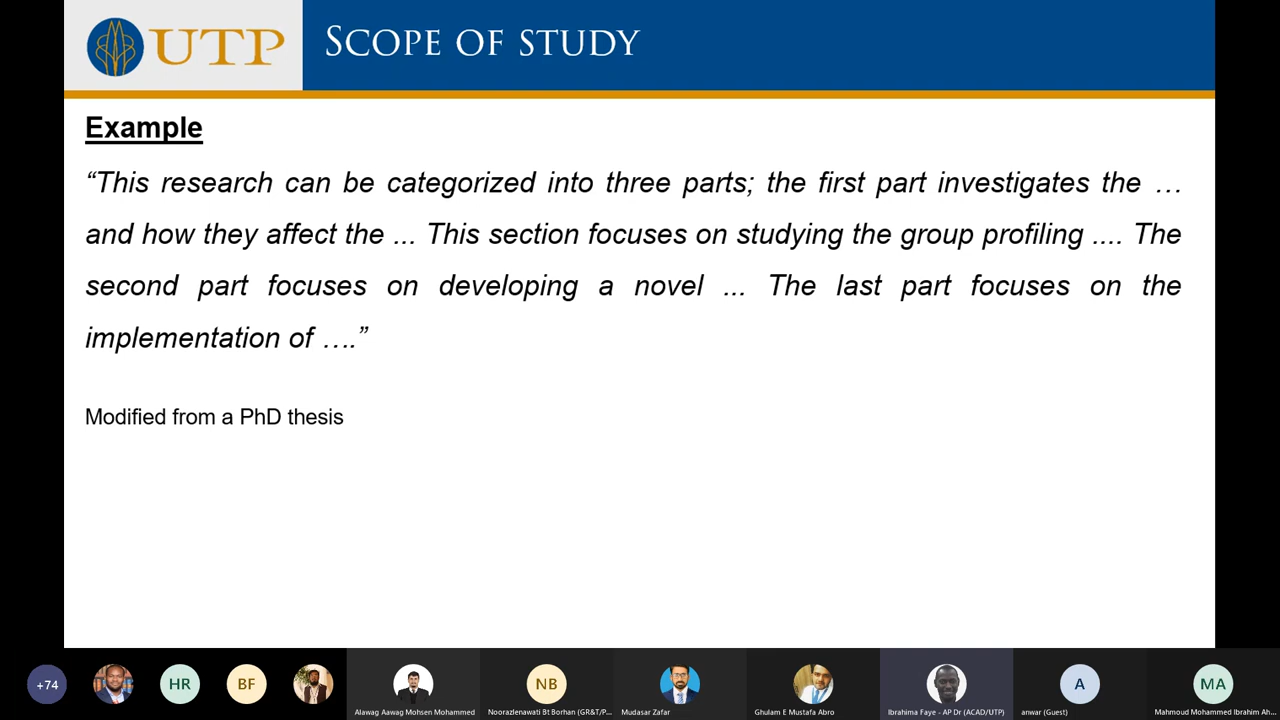 UTP SCOPE OF STUDY
Example
“This research can be categorized into three parts; the first part investigates the …
and how they affect the ... This section focuses on studying the group profiling .... The
second part focuses on developing a novel ... The last part focuses on the
implementation of ….”
Modified from a PhD thesis
+74 HR BF NB A MA
Alawag Aawag Mohsen Mohammed Noorazlenawati Bt Borhan (GR&T/P... Mudasar Zafar Ghulam E Mustafa Abro Ibrahima Faye - AP Dr (ACAD/UTP) anwar (Guest) Mahmoud Mohammed Ibrahim Ah...